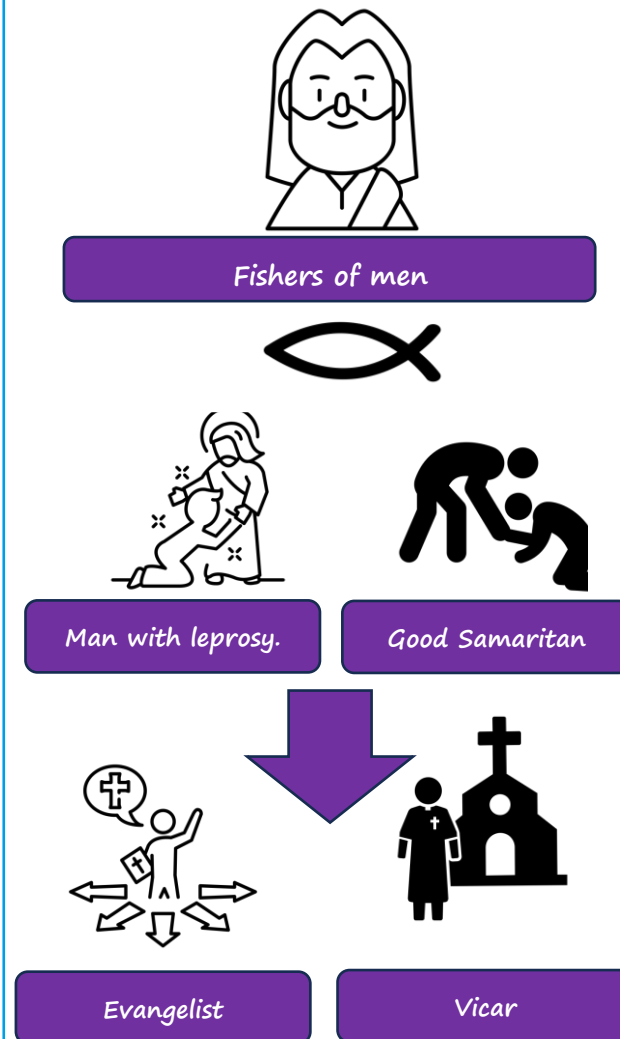 Fishers of men
Man with leprosy.
Good Samaritan
Evangelist
Vicar